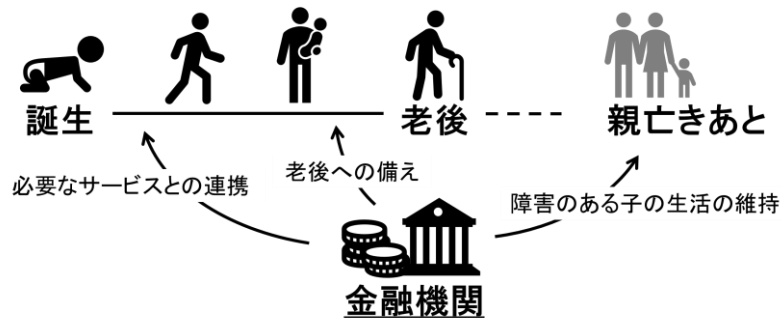 誕生
老後
親亡きあと
必要なサービスとの連携
老後への備え
障害のある子の生活の維持
金融機関